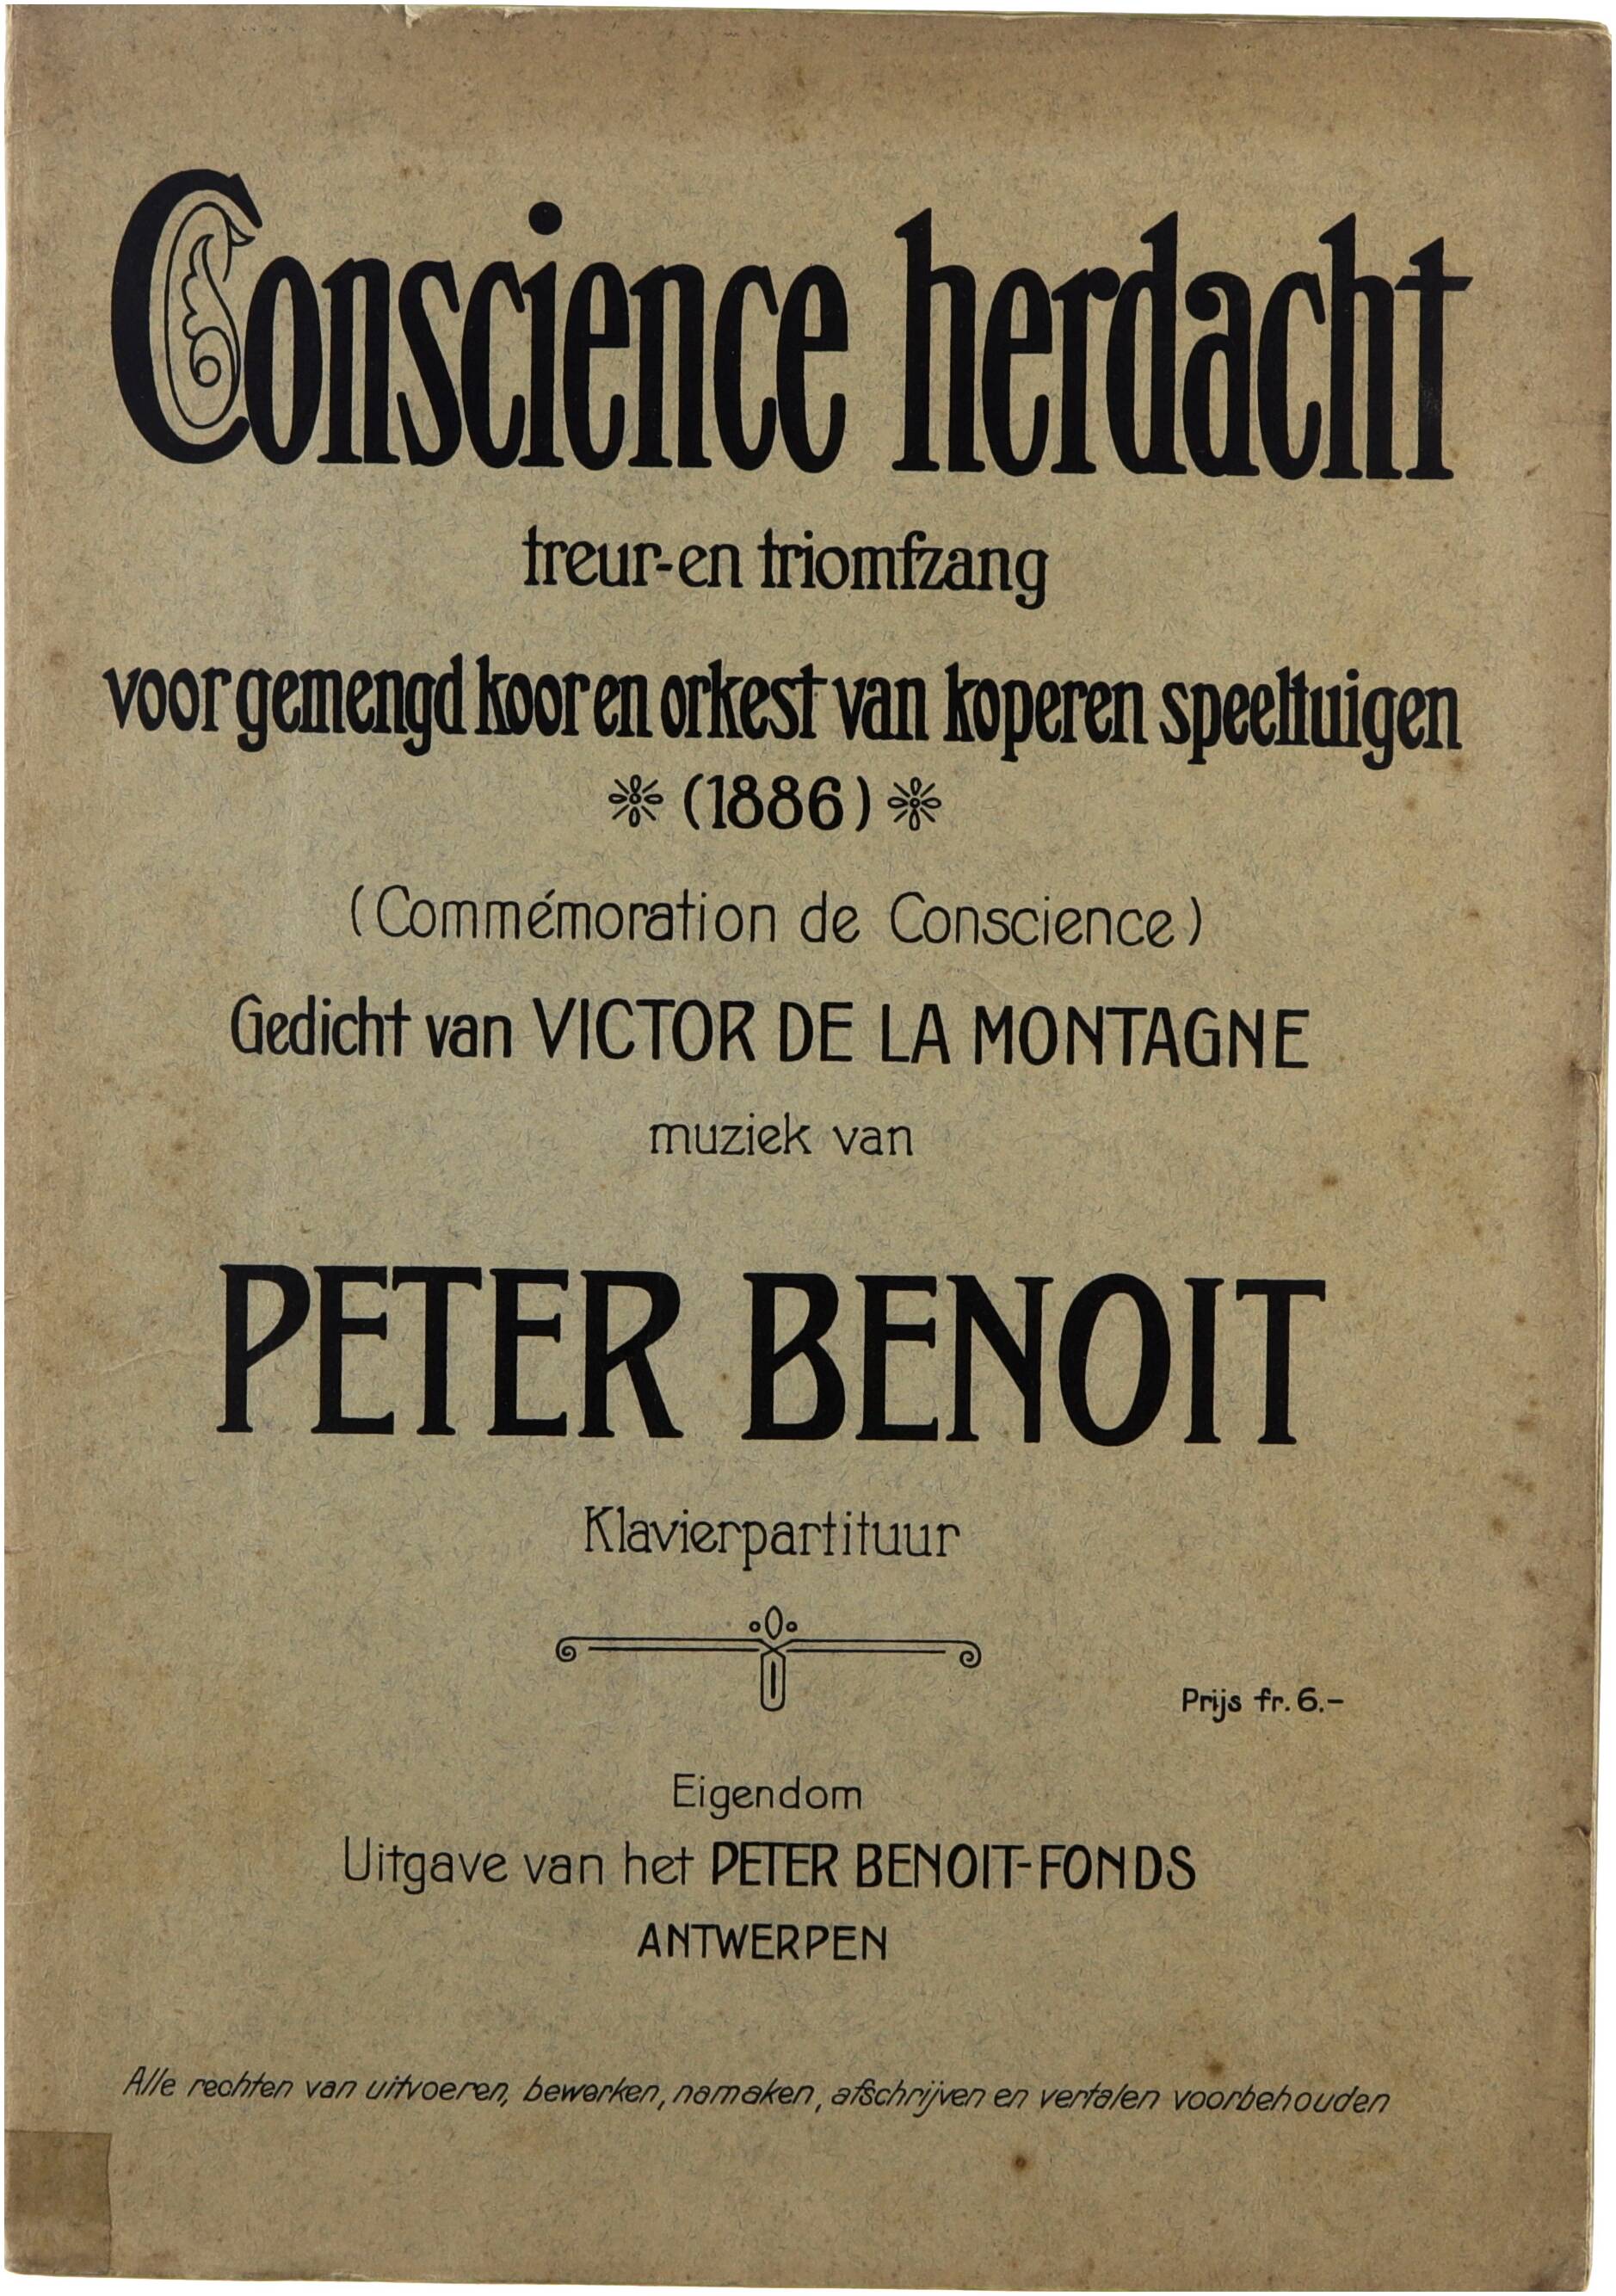 Conscience herdacht
treur- en triomfzang
voor gemengd koor en orkest van koperen speeltuigen
(1886)
(Commémoration de Conscience)
Gedicht van VICTOR DE LA MONTAGNE
muziek van
PETER BENOIT
Klavierpartituur
Prijs fr. 6.–
Eigendom
Uitgave van het PETER BENOIT-FONDS
ANTWERPEN
Alle rechten van uitvoeren, bewerken, namaken, afschrijven en vertalen voorbehouden